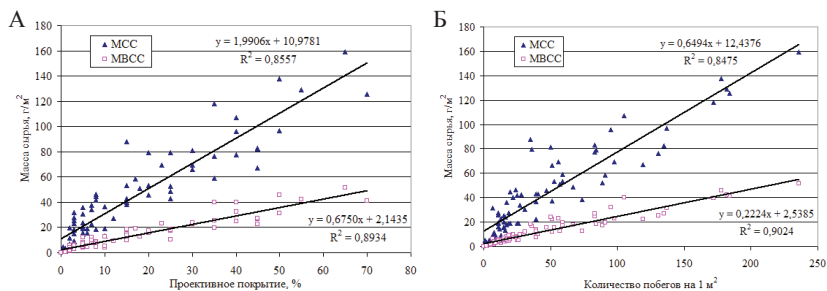 А
Масса сырья, г/м²
180
160
140
120
100
80
60
40
20
0
МСС
МВСС
y = 1,9906x + 10,9781
R² = 0,8557
y = 0,6750x + 2,1435
R² = 0,8934
0 10 20 30 40 50 60 70 80
Проективное покрытие, %
Б
Масса сырья, г/м²
180
160
140
120
100
80
60
40
20
0
МСС
МВСС
y = 0,6494x + 12,4376
R² = 0,8475
y = 0,2224x + 2,5385
R² = 0,9024
0 50 100 150 200 250
Количество побегов на 1 м²